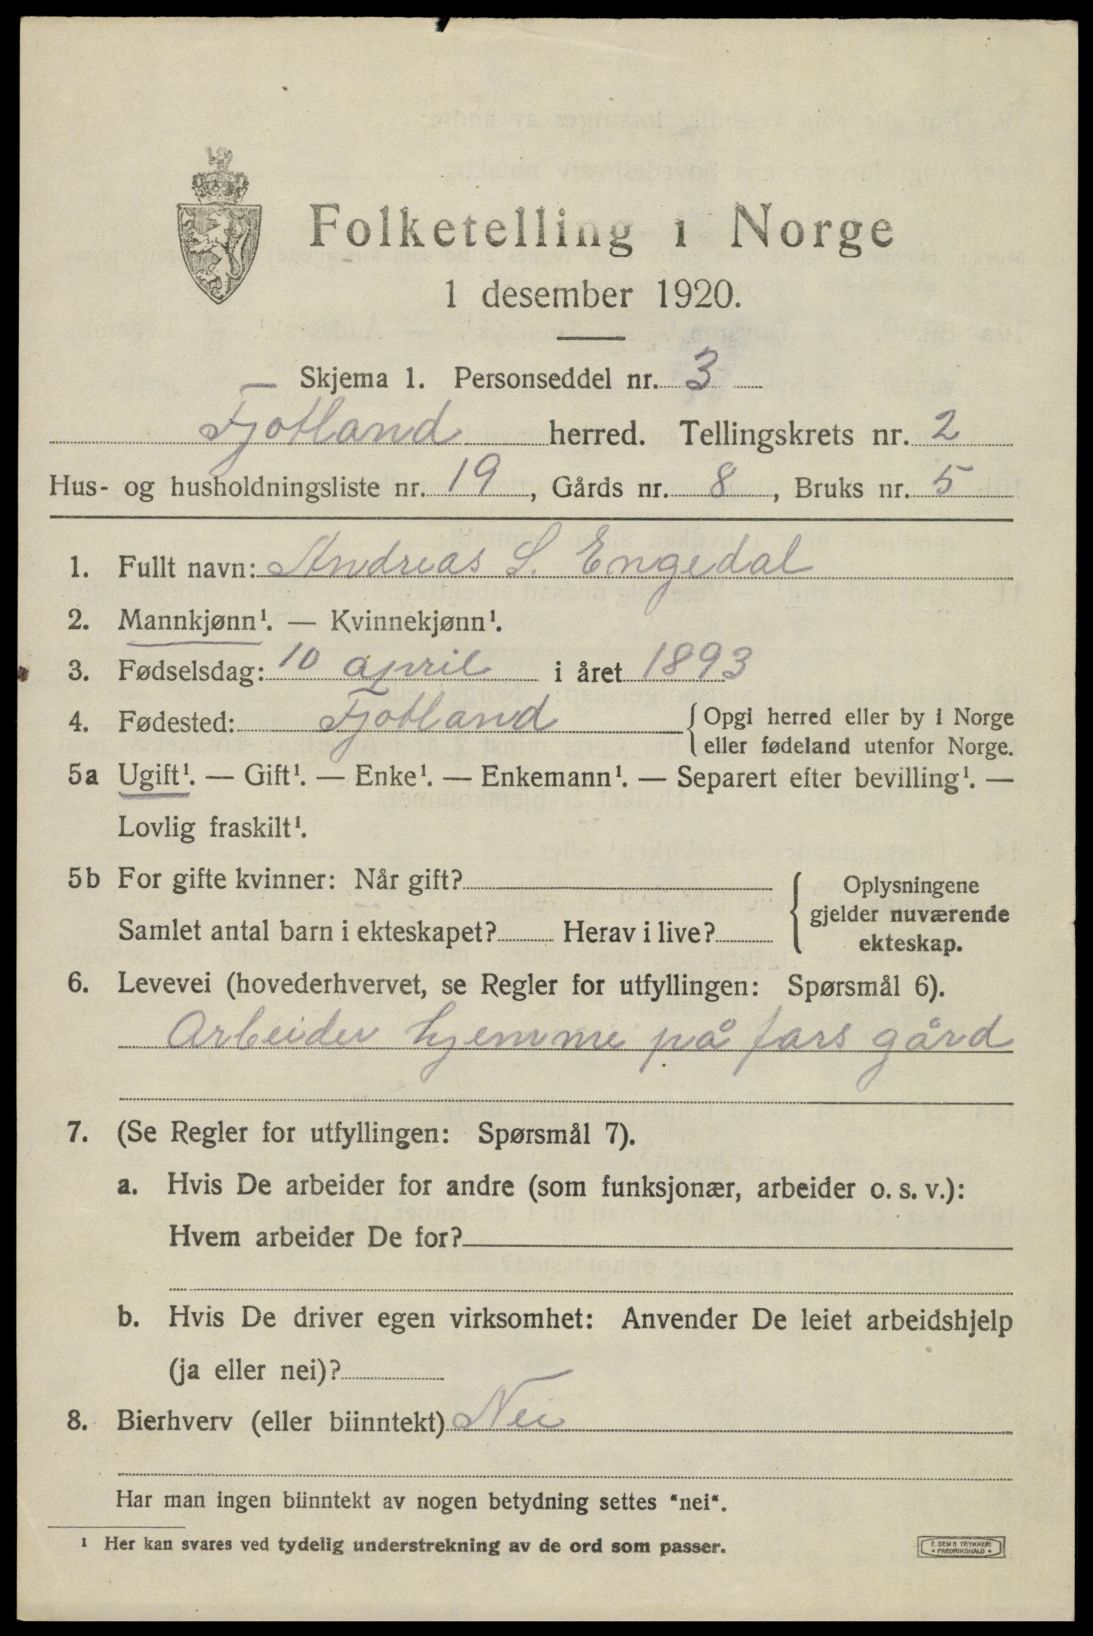 Folketelling i Norge
1 desember 1920.
Skjema 1. Personseddel nr. 3
Fjotland herred. Tellingskrets nr. 2
Hus- og husholdningsliste nr. 19, Gårds nr. 8, Bruks nr. 5
1. Fullt navn: Andreas S. Engedal
2. Mannkjønn¹. — Kvinnekjønn¹.
3. Fødselsdag: 10 april i året 1893
4. Fødested: Fjotland { Opgi herred eller by i Norge
eller fødeland utenfor Norge.
5a Ugift¹. — Gift¹. — Enke¹. — Enkemann¹. — Separert efter bevilling¹. —
Lovlig fraskilt¹.
5b For gifte kvinner: Når gift?
Samlet antal barn i ekteskapet? Herav i live?
{ Oplysningene
gjelder nuværende
ekteskap.
6. Levevei (hovederhvervet, se Regler for utfyllingen: Spørsmål 6).
Arbeider hjemme på fars gård
7. (Se Regler for utfyllingen: Spørsmål 7).
a. Hvis De arbeider for andre (som funksjonær, arbeider o. s. v.):
Hvem arbeider De for?
b. Hvis De driver egen virksomhet: Anvender De leiet arbeidshjelp
(ja eller nei)?
8. Bierhverv (eller biinntekt) Nei
Har man ingen biinntekt av nogen betydning settes "nei".
¹ Her kan svares ved tydelig understrekning av de ord som passer.
E. SEM'S TRYKKERI
• FREDRIKSHALD •